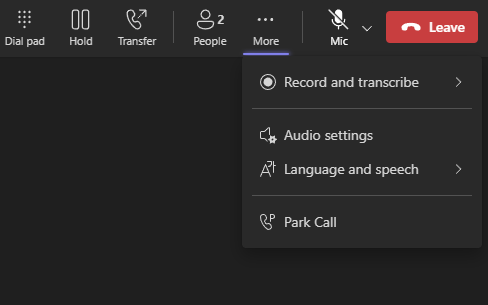 2
Dial pad Hold Transfer People More Mic Leave
Record and transcribe
Audio settings
Language and speech
Park Call